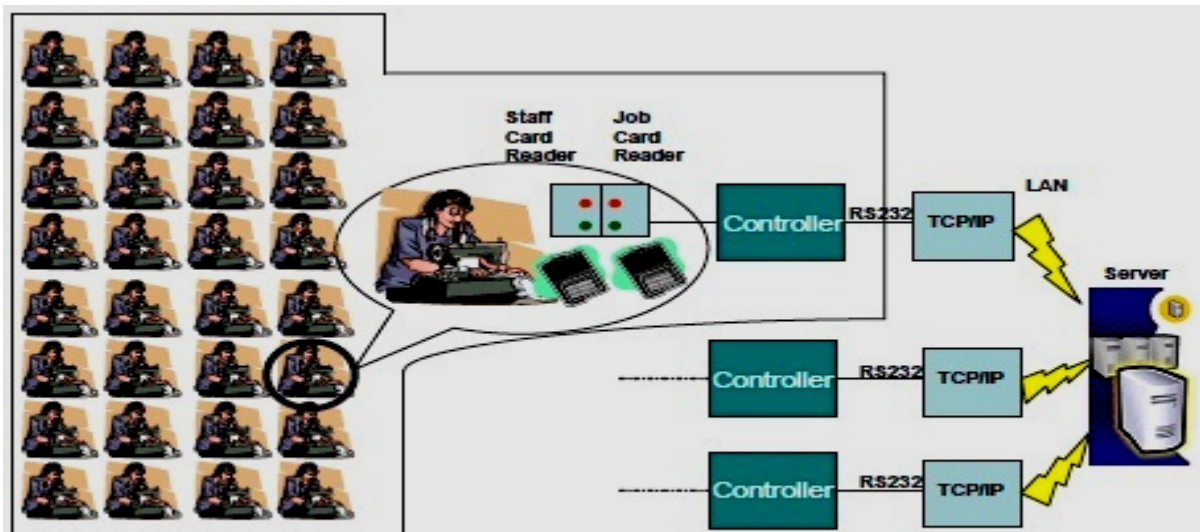 Staff
Card
Reader
Job
Card
Reader
LAN
Controller
RS232
TCP/IP
Server
Controller
RS232
TCP/IP
Controller
RS232
TCP/IP